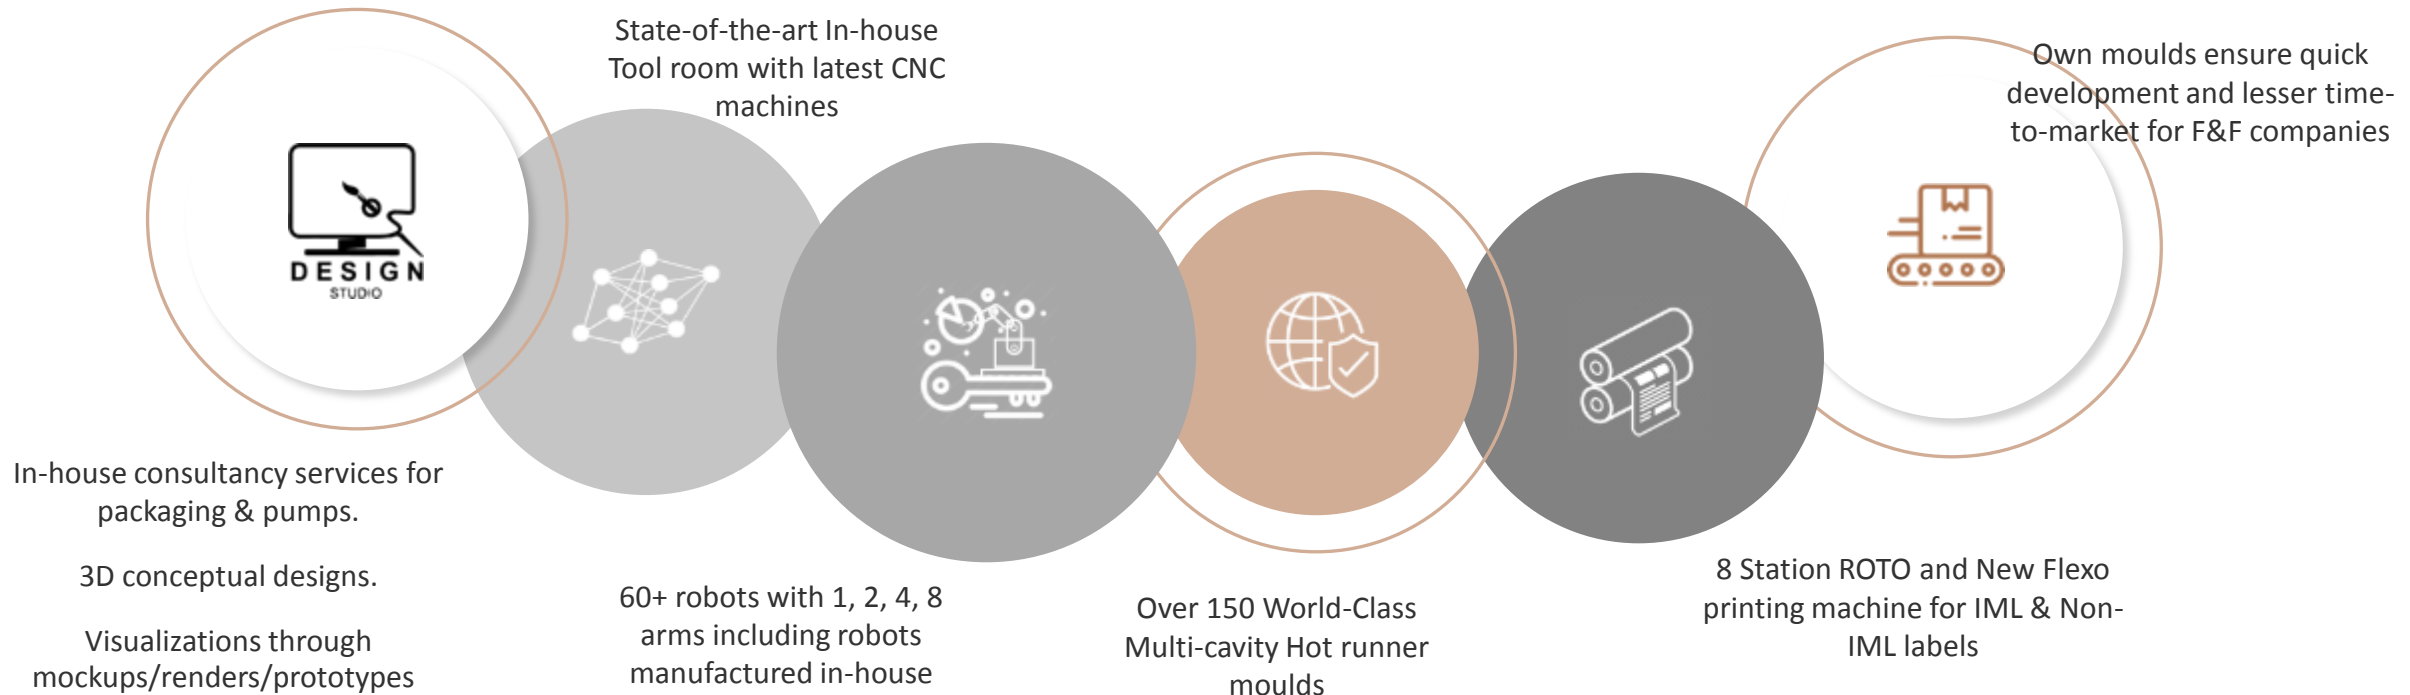 State-of-the-art In-house
Tool room with latest CNC
machines
Own moulds ensure quick
development and lesser time-
to-market for F&F companies
DESIGN
STUDIO
In-house consultancy services for
packaging & pumps.
3D conceptual designs.
Visualizations through
mockups/renders/prototypes
60+ robots with 1, 2, 4, 8
arms including robots
manufactured in-house
Over 150 World-Class
Multi-cavity Hot runner
moulds
8 Station ROTO and New Flexo
printing machine for IML & Non-
IML labels